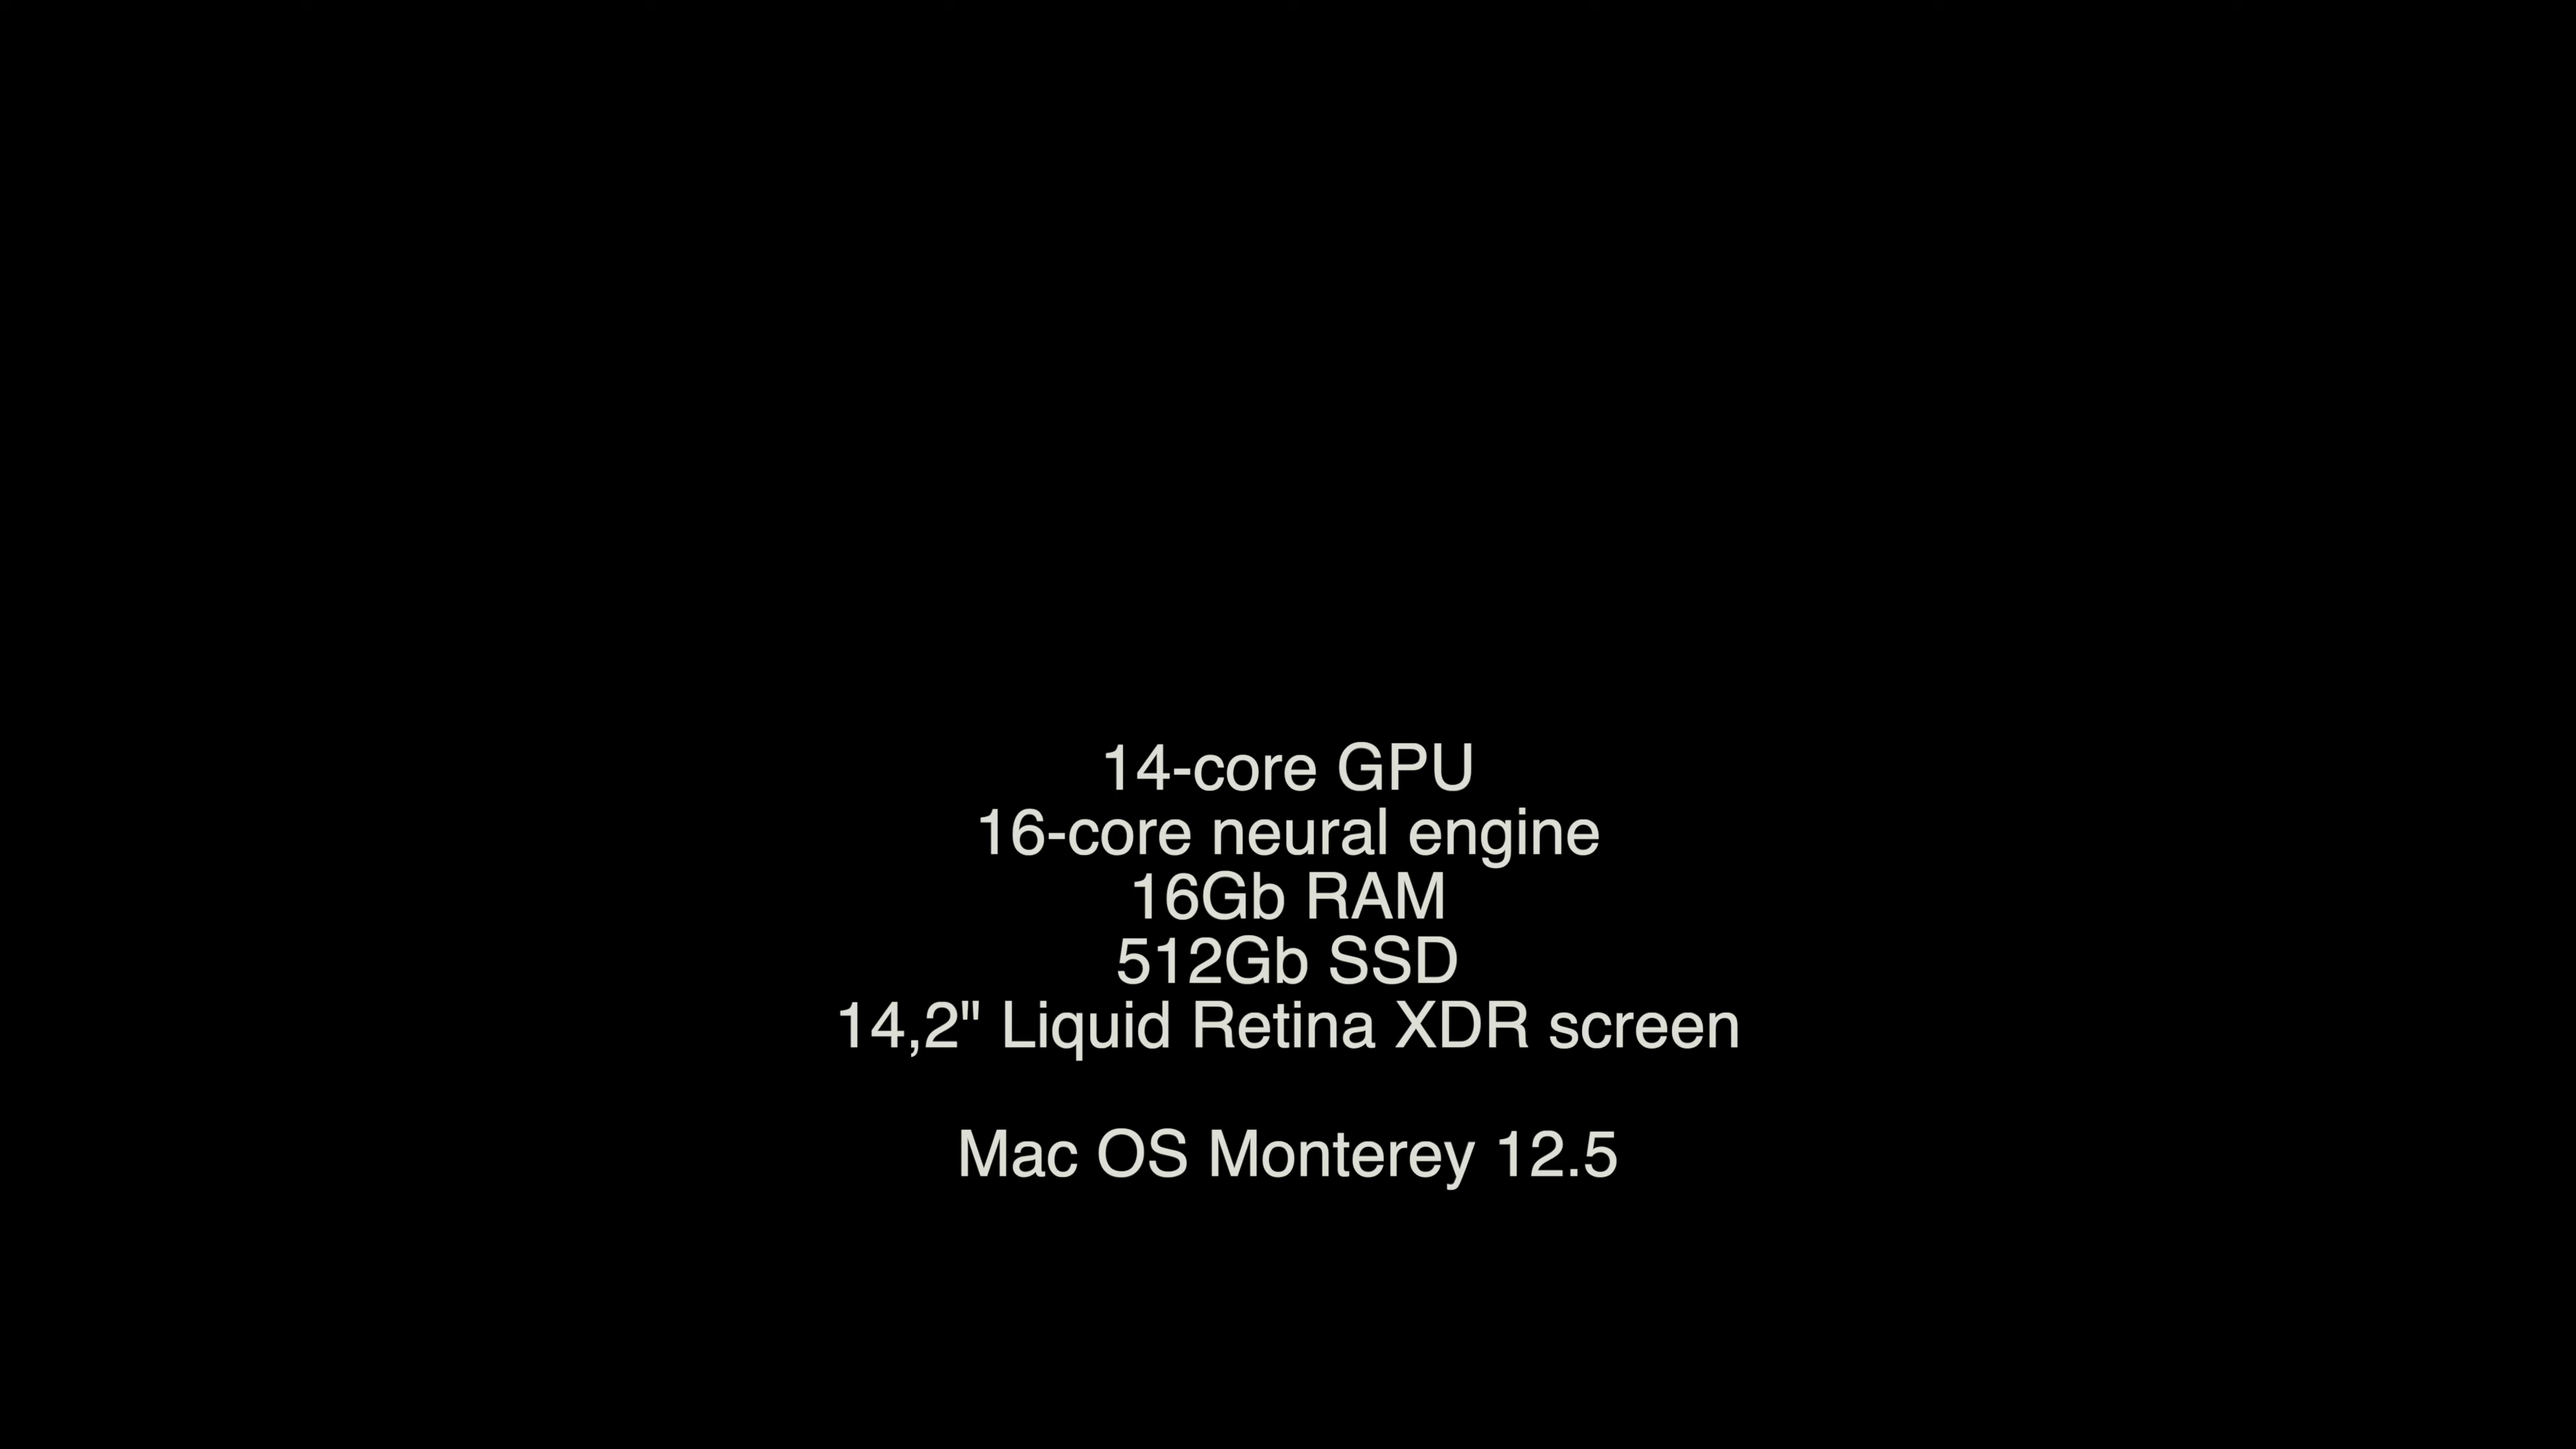 14-core GPU
16-core neural engine
16Gb RAM
512Gb SSD
14,2" Liquid Retina XDR screen
Mac OS Monterey 12.5